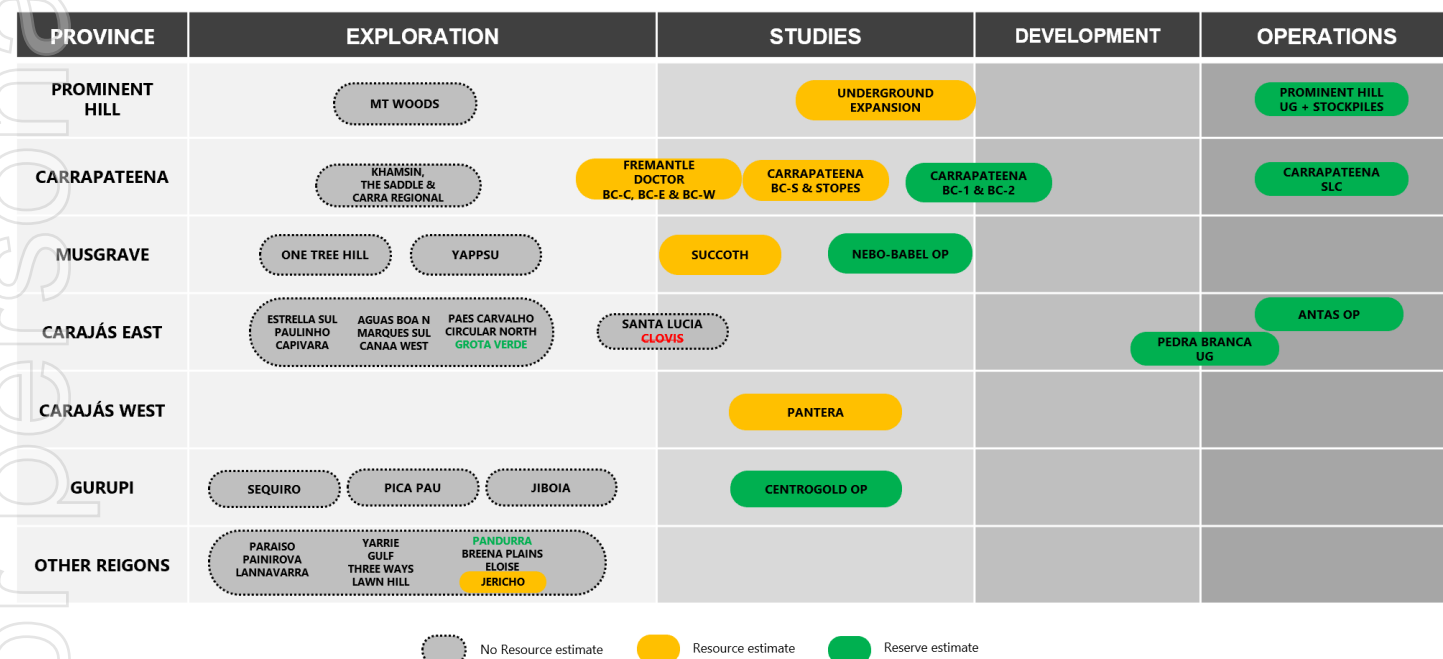 PROVINCE
EXPLORATION
STUDIES
DEVELOPMENT
OPERATIONS
PROMINENT
HILL
MT WOODS
UNDERGROUND
EXPANSION
PROMINENT HILL
UG + STOCKPILES
CARRAPATEENA
KHAMSIN,
THE SADDLE &
CARRA REGIONAL
FREMANTLE
DOCTOR
BC-C, BC-E & BC-W
CARRAPATEENA
BC-S & STOPES
CARRAPATEENA
BC-1 & BC-2
CARRAPATEENA
SLC
MUSGRAVE
ONE TREE HILL
YAPPSU
SUCCOTH
NEBO-BABEL OP
CARAJÁS EAST
ESTRELLA SUL
PAULINHO
CAPIVARA
AGUAS BOA N
MARQUES SUL
CANAA WEST
PAES CARVALHO
CIRCULAR NORTH
GROTA VERDE
SANTA LUCIA
CLOVIS
ANTAS OP
PEDRA BRANCA
UG
CARAJÁS WEST
PANTERA
GURUPI
SEQUIRO
PICA PAU
JIBOIA
CENTROGOLD OP
OTHER REIGONS
PARAISO
PAINIROVA
LANNAVARRA
YARRIE
GULF
THREE WAYS
LAWN HILL
PANDURRA
BREENA PLAINS
ELOISE
JERICHO
No Resource estimate
Resource estimate
Reserve estimate
or persona